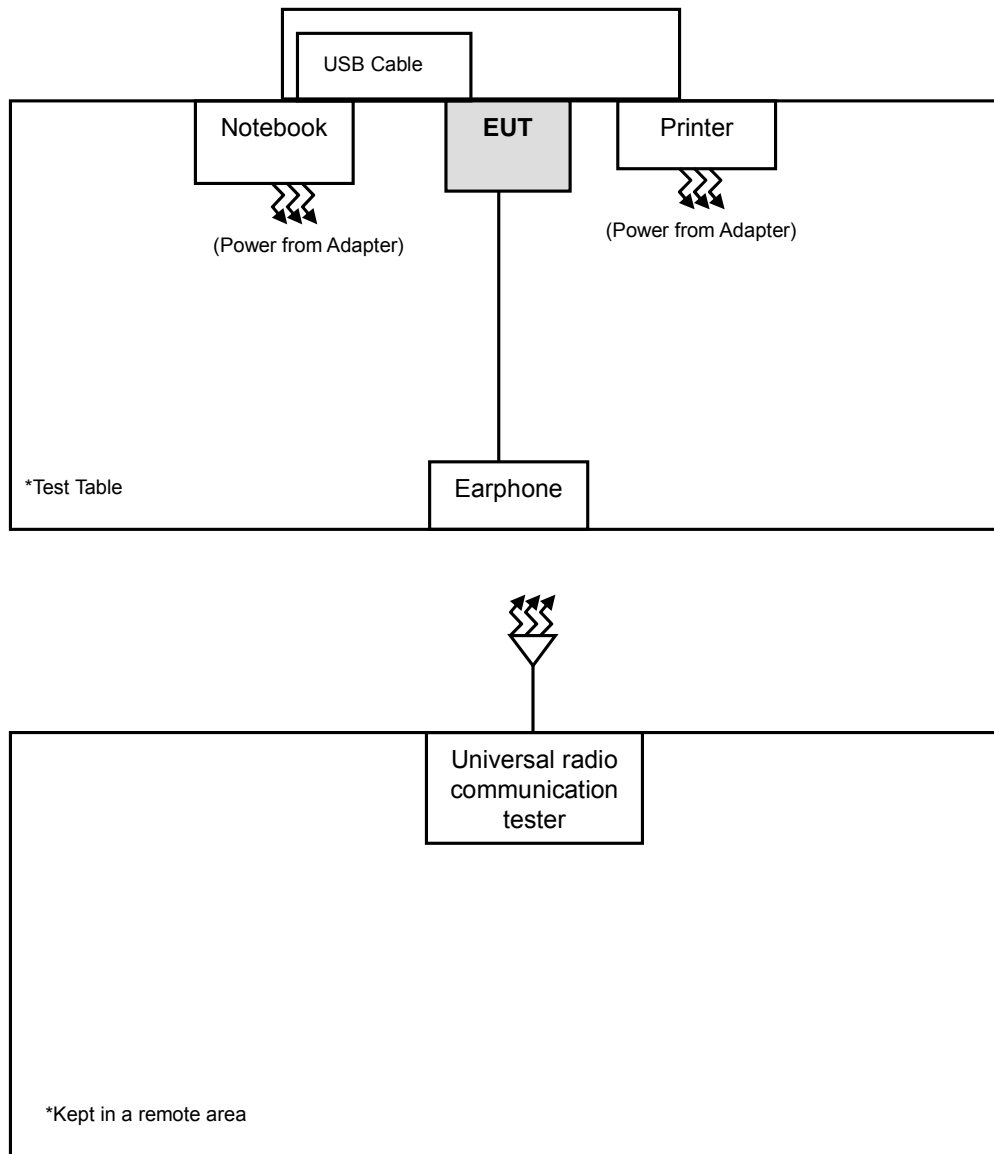 USB Cable
Notebook
EUT
Printer
(Power from Adapter)
(Power from Adapter)
*Test Table
Earphone
Universal radio
communication
tester
*Kept in a remote area